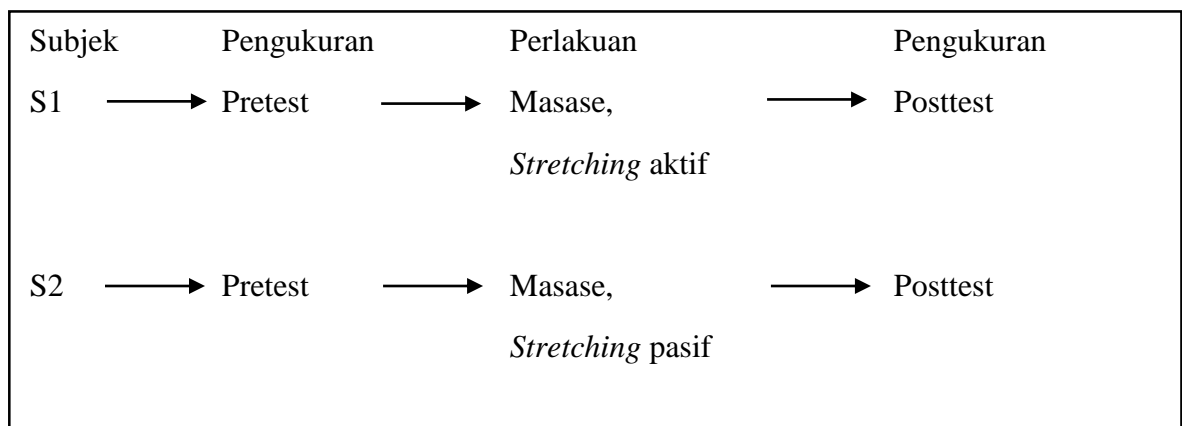 Subjek Pengukuran Perlakuan Pengukuran
S1 Pretest Masase, Posttest
Stretching aktif
S2 Pretest Masase, Posttest
Stretching pasif